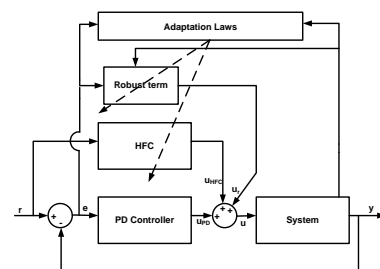 Adaptation Laws
Robust term
HFC
u_HFC
u_r
r
+
-
e
PD Controller
u_PD
+
+
+
u
System
y